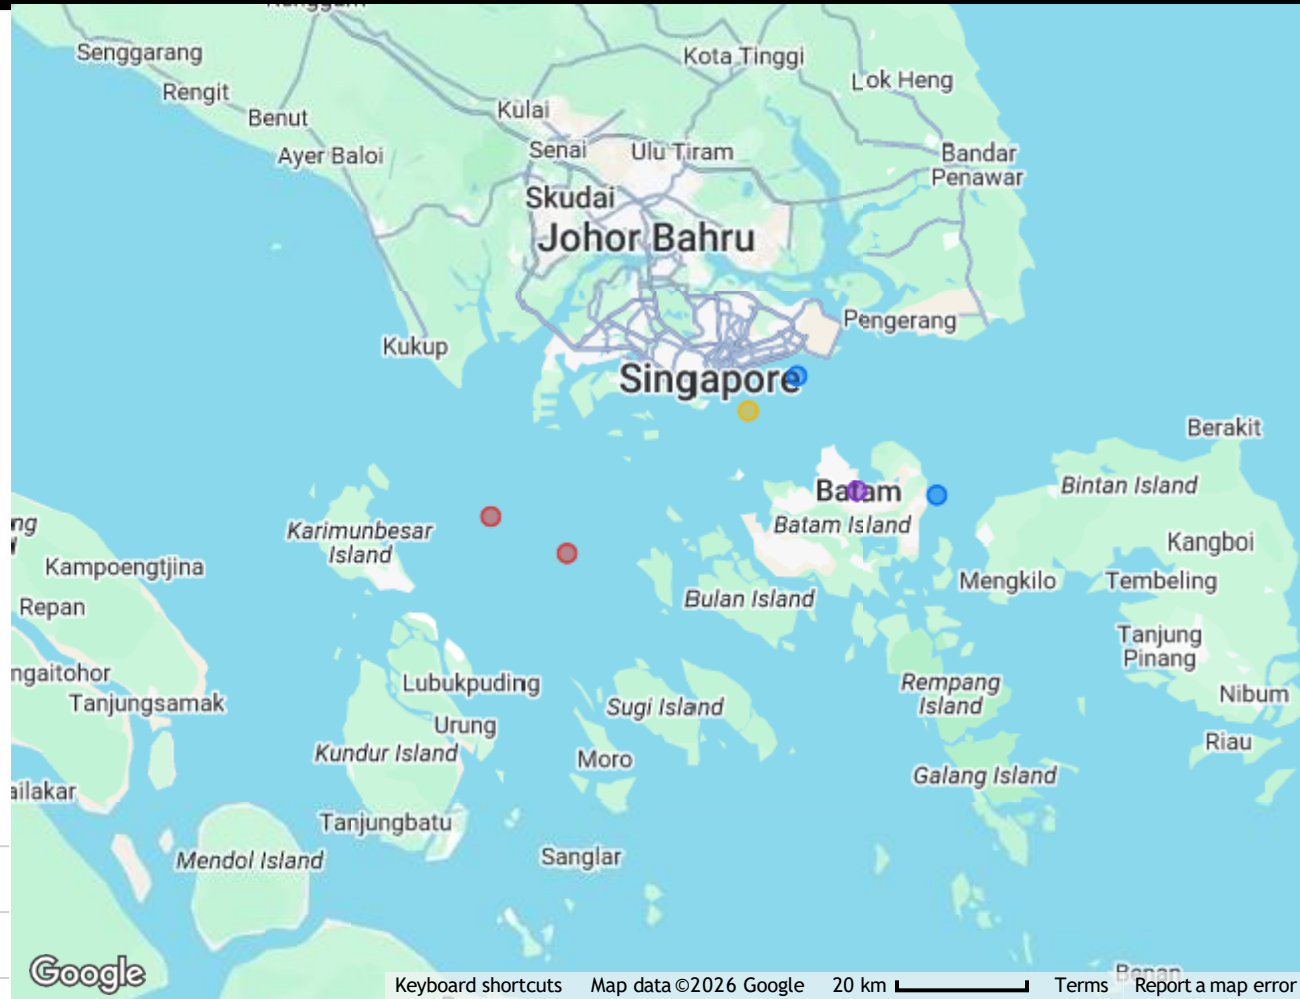 Senggarang
Kota Tinggi
Lok Heng
Rengit
Kulai
Benut
Senai
Ulu Tiram
Ayer Baloi
Bandar
Penawar
Skudai
Johor Bahru
Pengerang
Kukup
Singapore
Berakit
Bintan Island
Batam
Batam Island
Karimunbesar
Island
Kangboi
Kampoengtjina
Mengkilo
Tembeling
Repan
Bulan Island
Tanjung
Pinang
ngaitohor
Lubukpuding
Rempang
Island
Nibum
Tanjungsamak
Sugi Island
Urung
Riau
Kundur Island
Moro
Galang Island
ailakar
Tanjungbatu
Mendol Island
Sanglar
Google
Benan
Keyboard shortcuts
Map data ©2026 Google
20 km
Terms
Report a map error